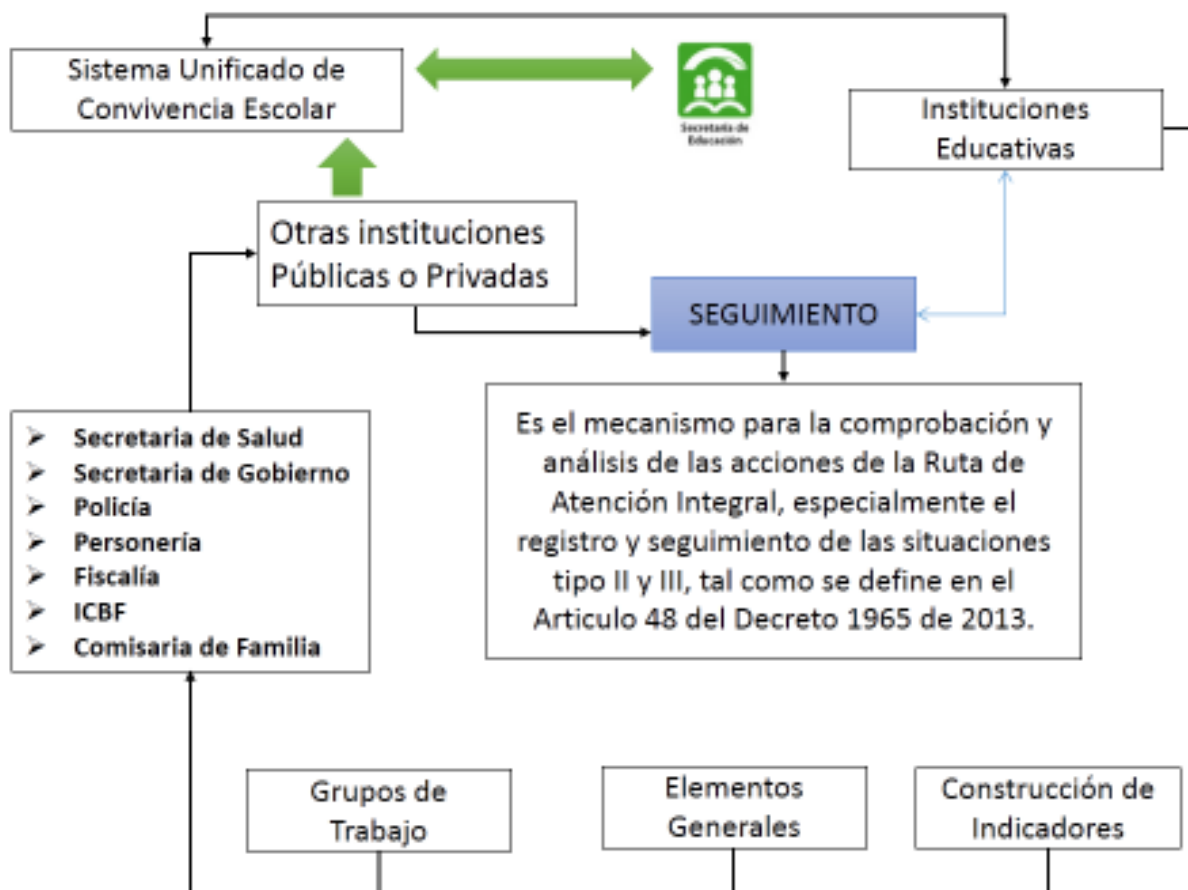 Sistema Unificado de
Convivencia Escolar
Secretaria de
Educación
Instituciones
Educativas
Otras instituciones
Públicas o Privadas
SEGUIMIENTO
Secretaria de Salud
Secretaria de Gobierno
Policía
Personería
Fiscalía
ICBF
Comisaria de Familia
Es el mecanismo para la comprobación y
análisis de las acciones de la Ruta de
Atención Integral, especialmente el
registro y seguimiento de las situaciones
tipo II y III, tal como se define en el
Articulo 48 del Decreto 1965 de 2013.
Grupos de
Trabajo
Elementos
Generales
Construcción de
Indicadores